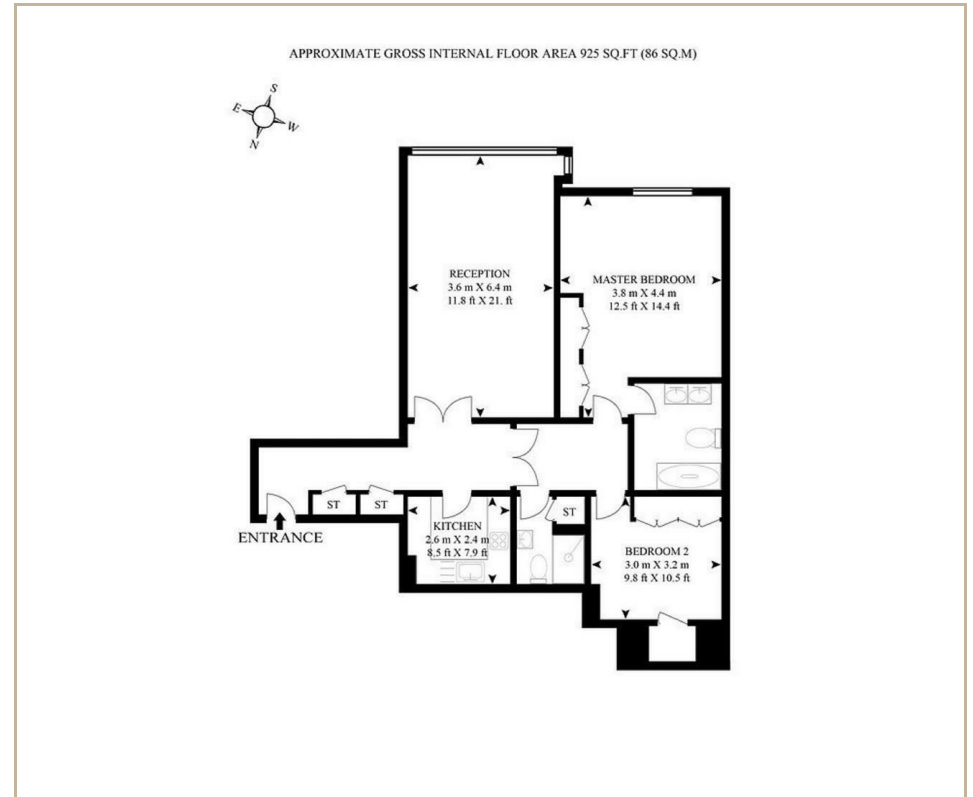 APPROXIMATE GROSS INTERNAL FLOOR AREA 925 SQ.FT (86 SQ.M)
S
E
W
N
RECEPTION
3.6 m X 6.4 m
11.8 ft X 21. ft
MASTER BEDROOM
3.8 m X 4.4 m
12.5 ft X 14.4 ft
ST
ST
ST
ENTRANCE
KITCHEN
2.6 m X 2.4 m
8.5 ft X 7.9 ft
BEDROOM 2
3.0 m X 3.2 m
9.8 ft X 10.5 ft